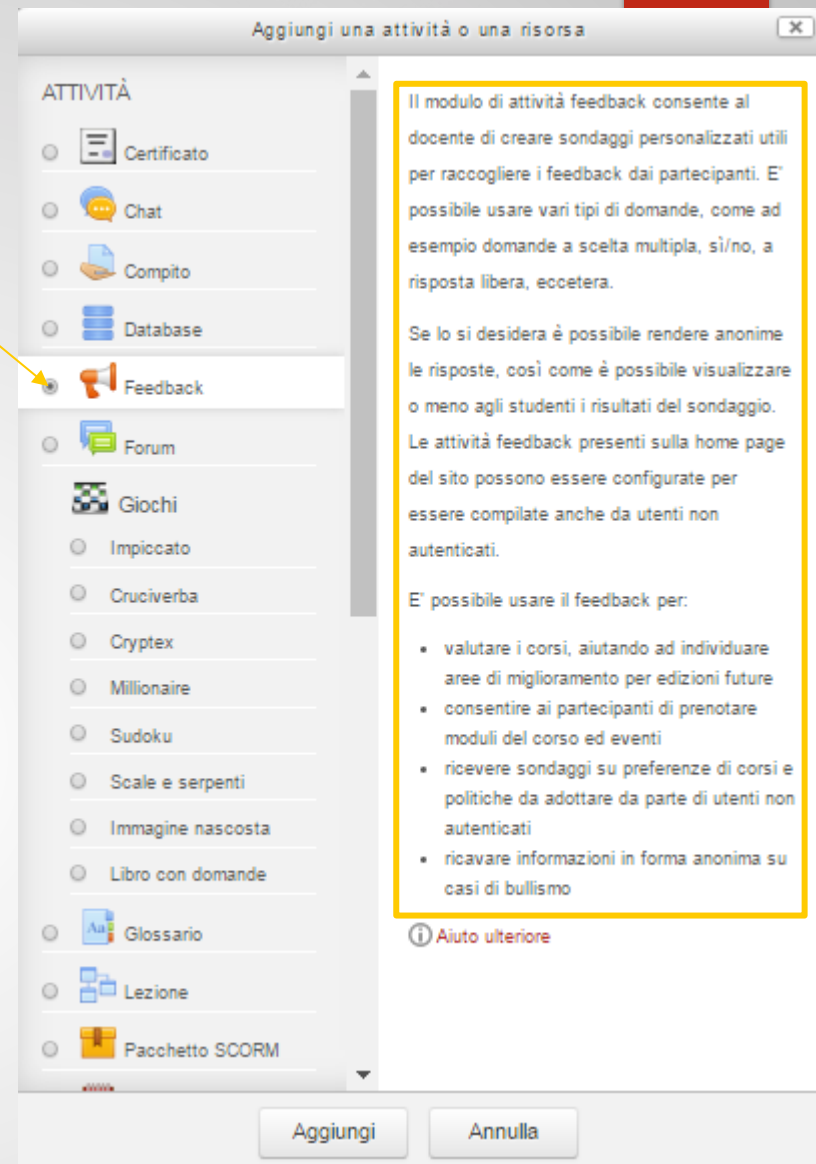 Aggiungi una attività o una risorsa
ATTIVITÀ
Certificato
Chat
Compito
Database
Feedback
Forum
Giochi
Impiccato
Cruciverba
Cryptex
Millionaire
Sudoku
Scale e serpenti
Immagine nascosta
Libro con domande
Aa
Glossario
Lezione
Pacchetto SCORM
Il modulo di attività feedback consente al
docente di creare sondaggi personalizzati utili
per raccogliere i feedback dai partecipanti. E'
possibile usare vari tipi di domande, come ad
esempio domande a scelta multipla, sì/no, a
risposta libera, eccetera.
Se lo si desidera è possibile rendere anonime
le risposte, così come è possibile visualizzare
o meno agli studenti i risultati del sondaggio.
Le attività feedback presenti sulla home page
del sito possono essere configurate per
essere compilate anche da utenti non
autenticati.
E' possibile usare il feedback per:
• valutare i corsi, aiutando ad individuare
aree di miglioramento per edizioni future
• consentire ai partecipanti di prenotare
moduli del corso ed eventi
• ricevere sondaggi su preferenze di corsi e
politiche da adottare da parte di utenti non
autenticati
• ricavare informazioni in forma anonima su
casi di bullismo
Aiuto ulteriore
Aggiungi
Annulla